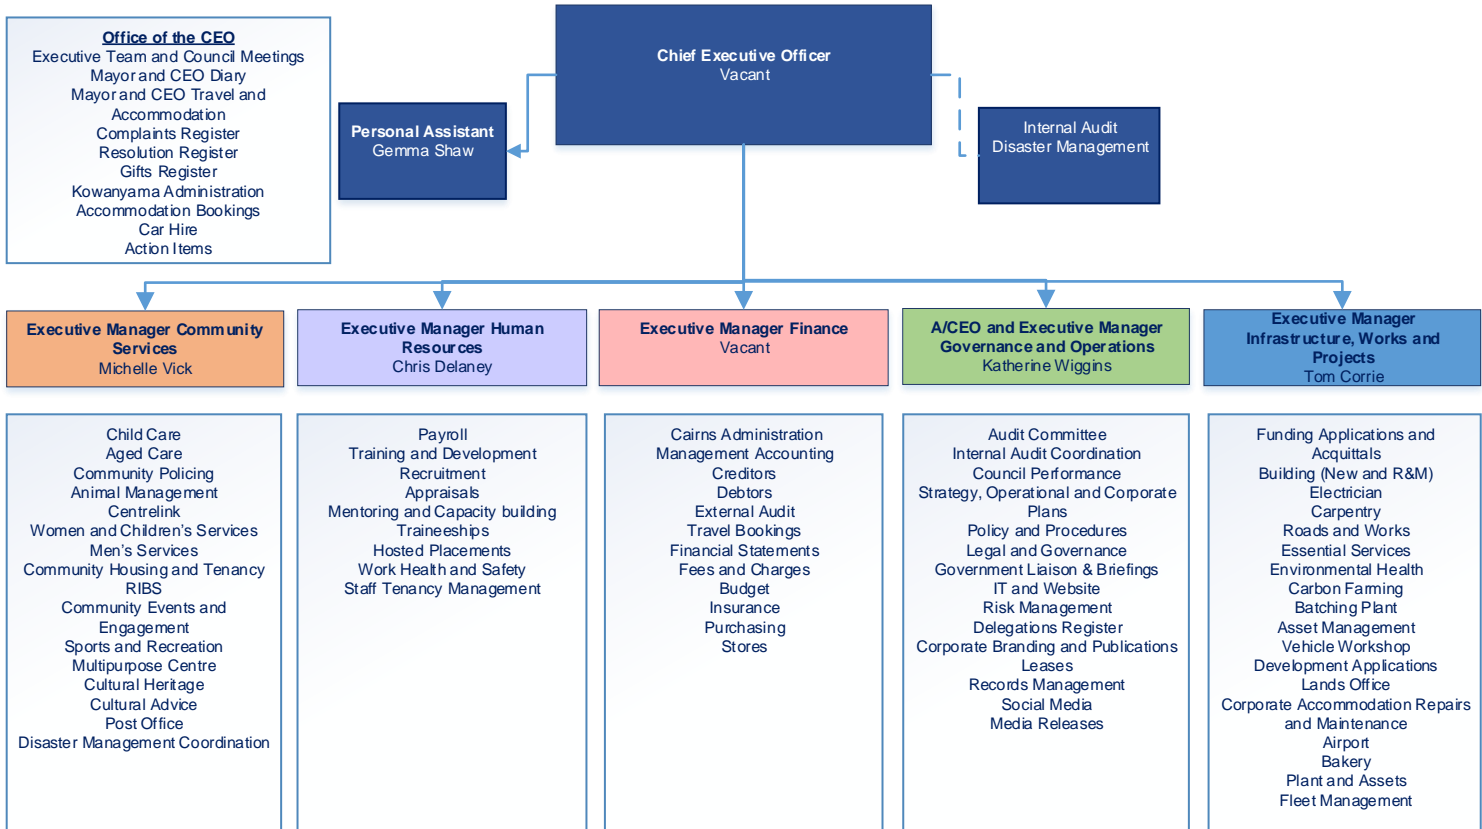 Office of the CEO
Executive Team and Council Meetings
Mayor and CEO Diary
Mayor and CEO Travel and
Accommodation
Complaints Register
Resolution Register
Gifts Register
Kowanyama Administration
Accommodation Bookings
Car Hire
Action Items
Chief Executive Officer
Vacant
Personal Assistant
Gemma Shaw
Internal Audit
Disaster Management
Executive Manager Community
Services
Michelle Vick
Executive Manager Human
Resources
Chris Delaney
Executive Manager Finance
Vacant
A/CEO and Executive Manager
Governance and Operations
Katherine Wiggins
Executive Manager
Infrastructure, Works and
Projects
Tom Corrie
Child Care
Aged Care
Community Policing
Animal Management
Centrelink
Women and Children's Services
Men's Services
Community Housing and Tenancy
RIBS
Community Events and
Engagement
Sports and Recreation
Multipurpose Centre
Cultural Heritage
Cultural Advice
Post Office
Disaster Management Coordination
Payroll
Training and Development
Recruitment
Appraisals
Mentoring and Capacity building
Traineeships
Hosted Placements
Work Health and Safety
Staff Tenancy Management
Cairns Administration
Management Accounting
Creditors
Debtors
External Audit
Travel Bookings
Financial Statements
Fees and Charges
Budget
Insurance
Purchasing
Stores
Audit Committee
Internal Audit Coordination
Council Performance
Strategy, Operational and Corporate
Plans
Policy and Procedures
Legal and Governance
Government Liaison & Briefings
IT and Website
Risk Management
Delegations Register
Corporate Branding and Publications
Leases
Records Management
Social Media
Media Releases
Funding Applications and
Acquittals
Building (New and R&M)
Electrician
Carpentry
Roads and Works
Essential Services
Environmental Health
Carbon Farming
Batching Plant
Asset Management
Vehicle Workshop
Development Applications
Lands Office
Corporate Accommodation Repairs
and Maintenance
Airport
Bakery
Plant and Assets
Fleet Management